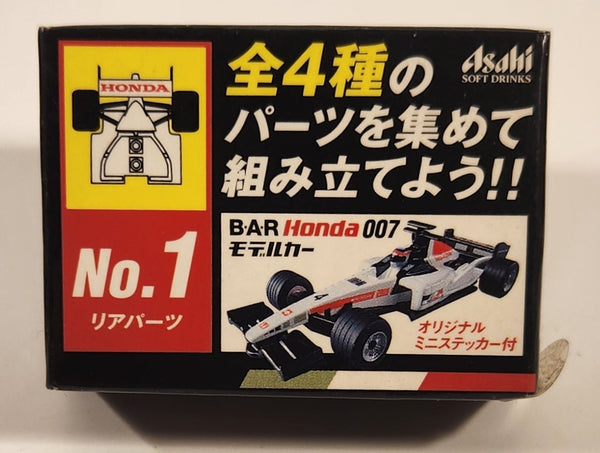 HONDA
全4種の
パーツを集めて
組み立てよう!!
Asahi
SOFT DRINKS
No.1
リアパーツ
B·A·R Honda 007
モデルカー
オリジナル
ミニステッカー付